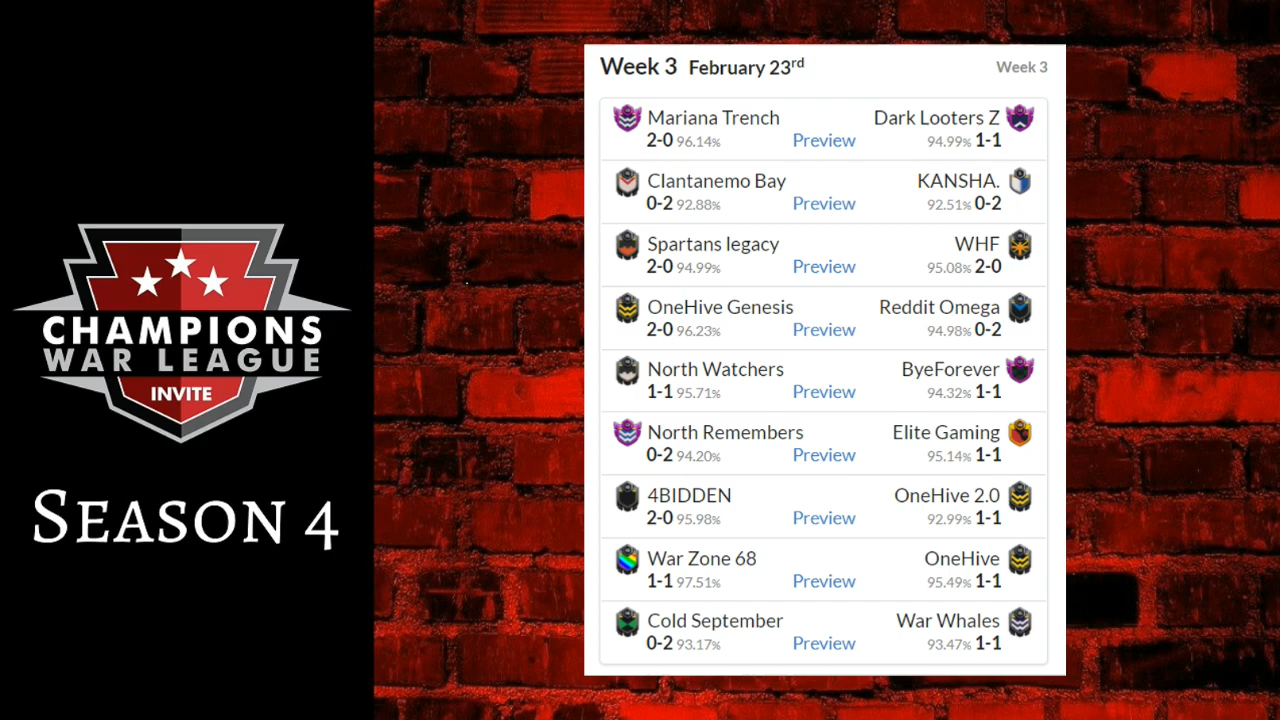 CHAMPIONS
WAR LEAGUE
INVITE
SEASON 4
Week 3 February 23rd Week 3
Mariana Trench Dark Looters Z
2-0 96.14% Preview 94.99% 1-1
Clantanemo Bay KANSHA.
0-2 92.88% Preview 92.51% 0-2
Spartans legacy WHF
2-0 94.99% Preview 95.08% 2-0
OneHive Genesis Reddit Omega
2-0 96.23% Preview 94.98% 0-2
North Watchers ByeForever
1-1 95.71% Preview 94.32% 1-1
North Remembers Elite Gaming
0-2 94.20% Preview 95.14% 1-1
4BIDDEN OneHive 2.0
2-0 95.98% Preview 92.99% 1-1
War Zone 68 OneHive
1-1 97.51% Preview 95.49% 1-1
Cold September War Whales
0-2 93.17% Preview 93.47% 1-1